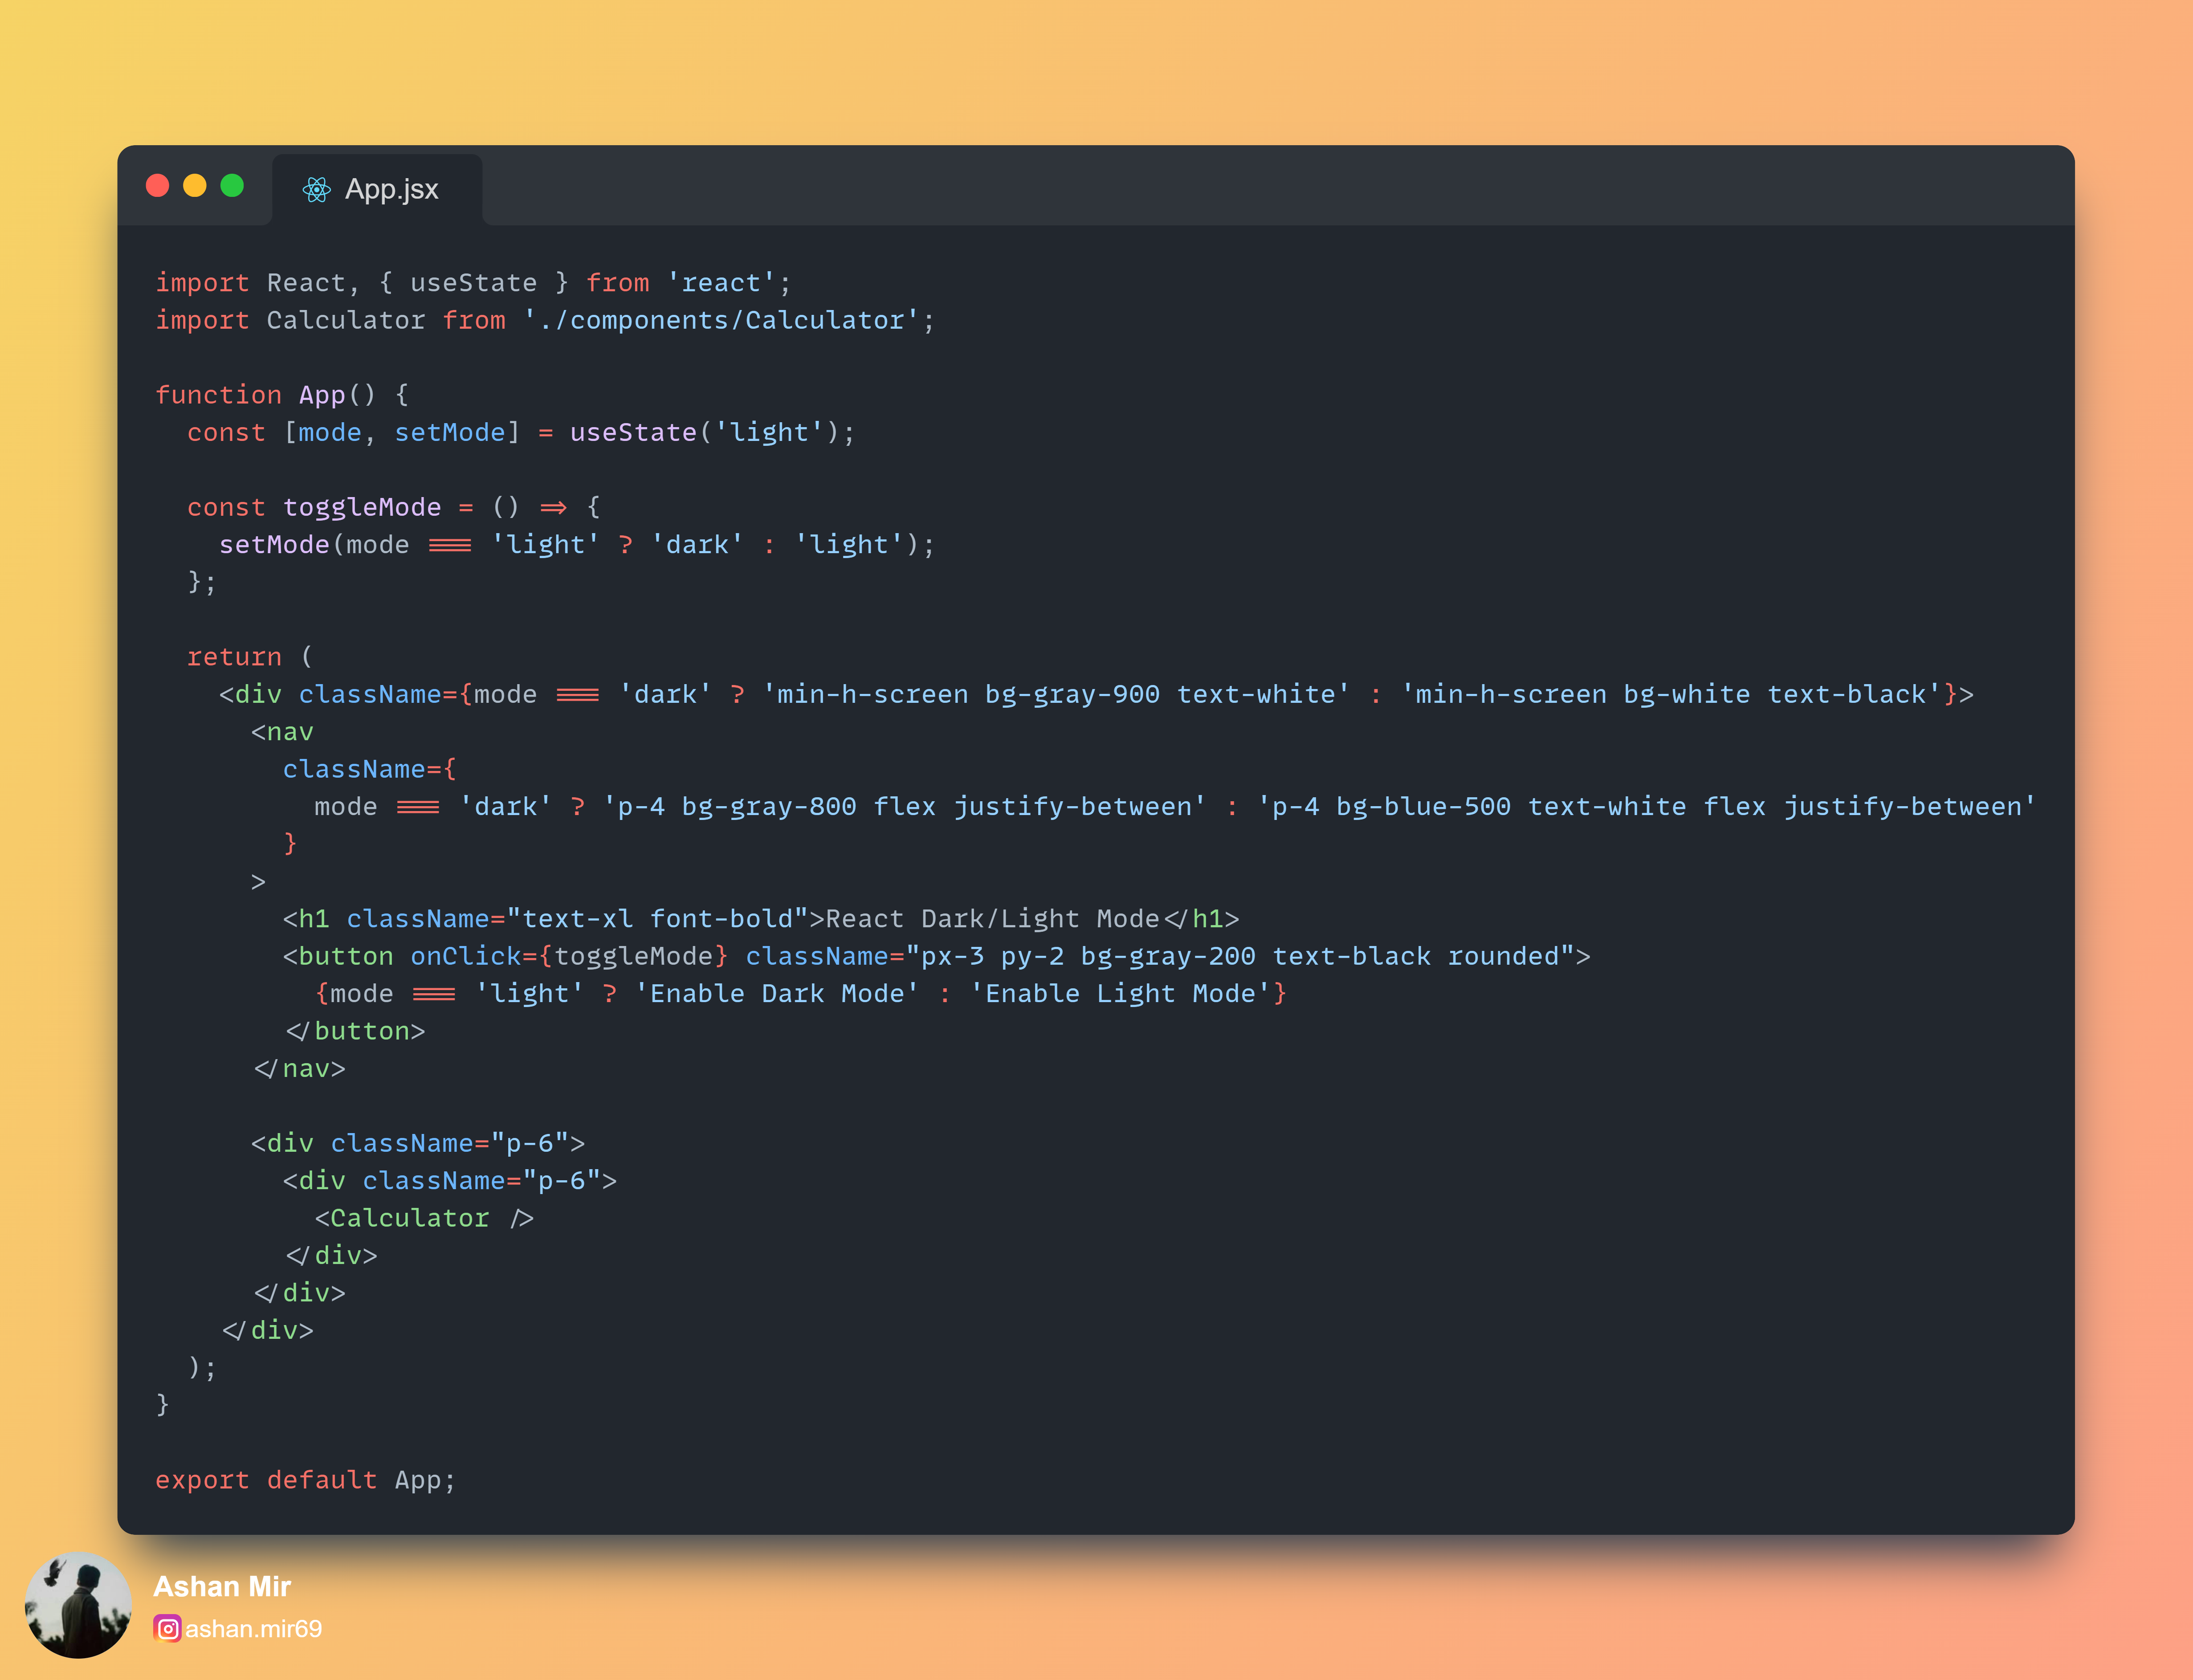 App.jsx
import React, { useState } from 'react';
import Calculator from './components/Calculator';
function App() {
  const [mode, setMode] = useState('light');
  const toggleMode = () => {
    setMode(mode === 'light' ? 'dark' : 'light');
  };
  return (
    <div className={mode === 'dark' ? 'min-h-screen bg-gray-900 text-white' : 'min-h-screen bg-white text-black'}>
      <nav
        className={
          mode === 'dark' ? 'p-4 bg-gray-800 flex justify-between' : 'p-4 bg-blue-500 text-white flex justify-between'
        }
      >
        <h1 className="text-xl font-bold">React Dark/Light Mode</h1>
        <button onClick={toggleMode} className="px-3 py-2 bg-gray-200 text-black rounded">
          {mode === 'light' ? 'Enable Dark Mode' : 'Enable Light Mode'}
        </button>
      </nav>
      <div className="p-6">
        <div className="p-6">
          <Calculator />
        </div>
      </div>
    </div>
  );
}
export default App;
Ashan Mir
ashan.mir69